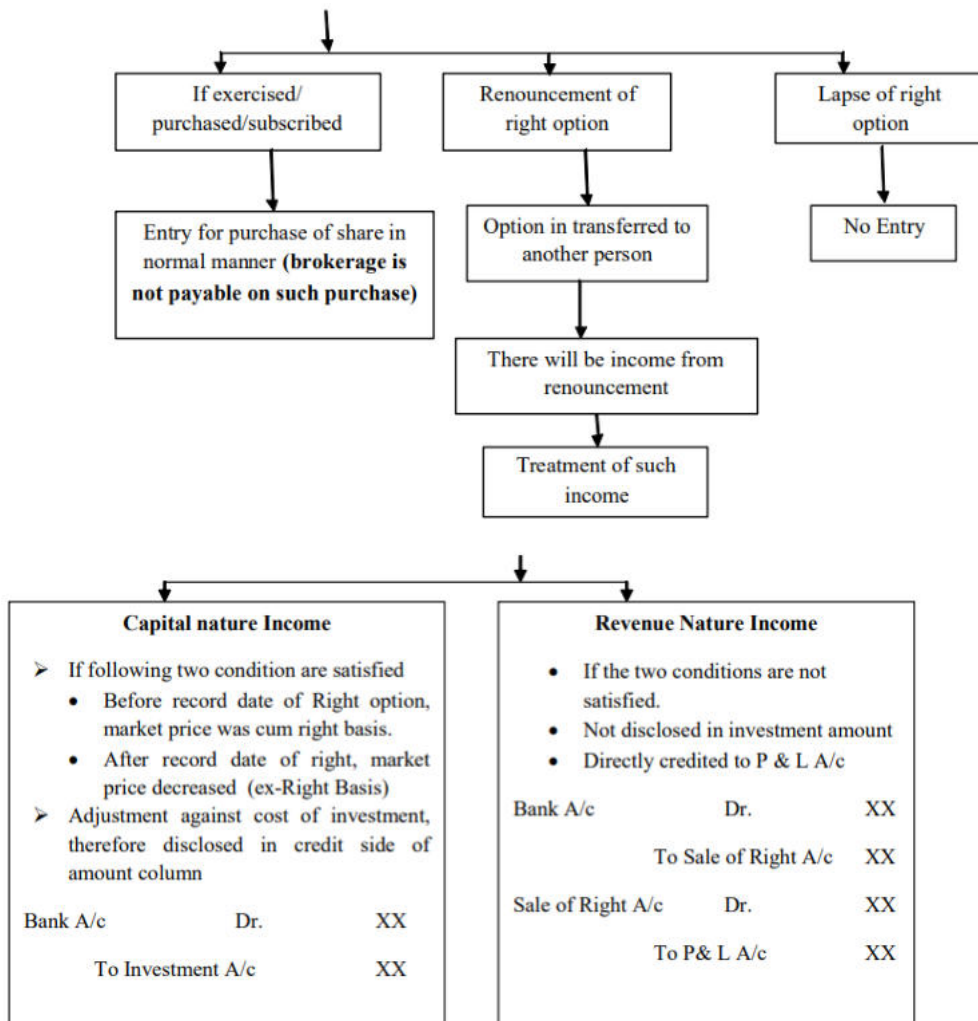 If exercised/
purchased/subscribed
Renouncement of
right option
Lapse of right
option
Entry for purchase of share in
normal manner (brokerage is
not payable on such purchase)
Option in transferred to
another person
No Entry
There will be income from
renouncement
Treatment of such
income
Capital nature Income
➢ If following two condition are satisfied
• Before record date of Right option,
market price was cum right basis.
• After record date of right, market
price decreased (ex-Right Basis)
➢ Adjustment against cost of investment,
therefore disclosed in credit side of
amount column
Bank A/c Dr. XX
To Investment A/c XX
Revenue Nature Income
• If the two conditions are not
satisfied.
• Not disclosed in investment amount
• Directly credited to P & L A/c
Bank A/c Dr. XX
To Sale of Right A/c XX
Sale of Right A/c Dr. XX
To P& L A/c XX